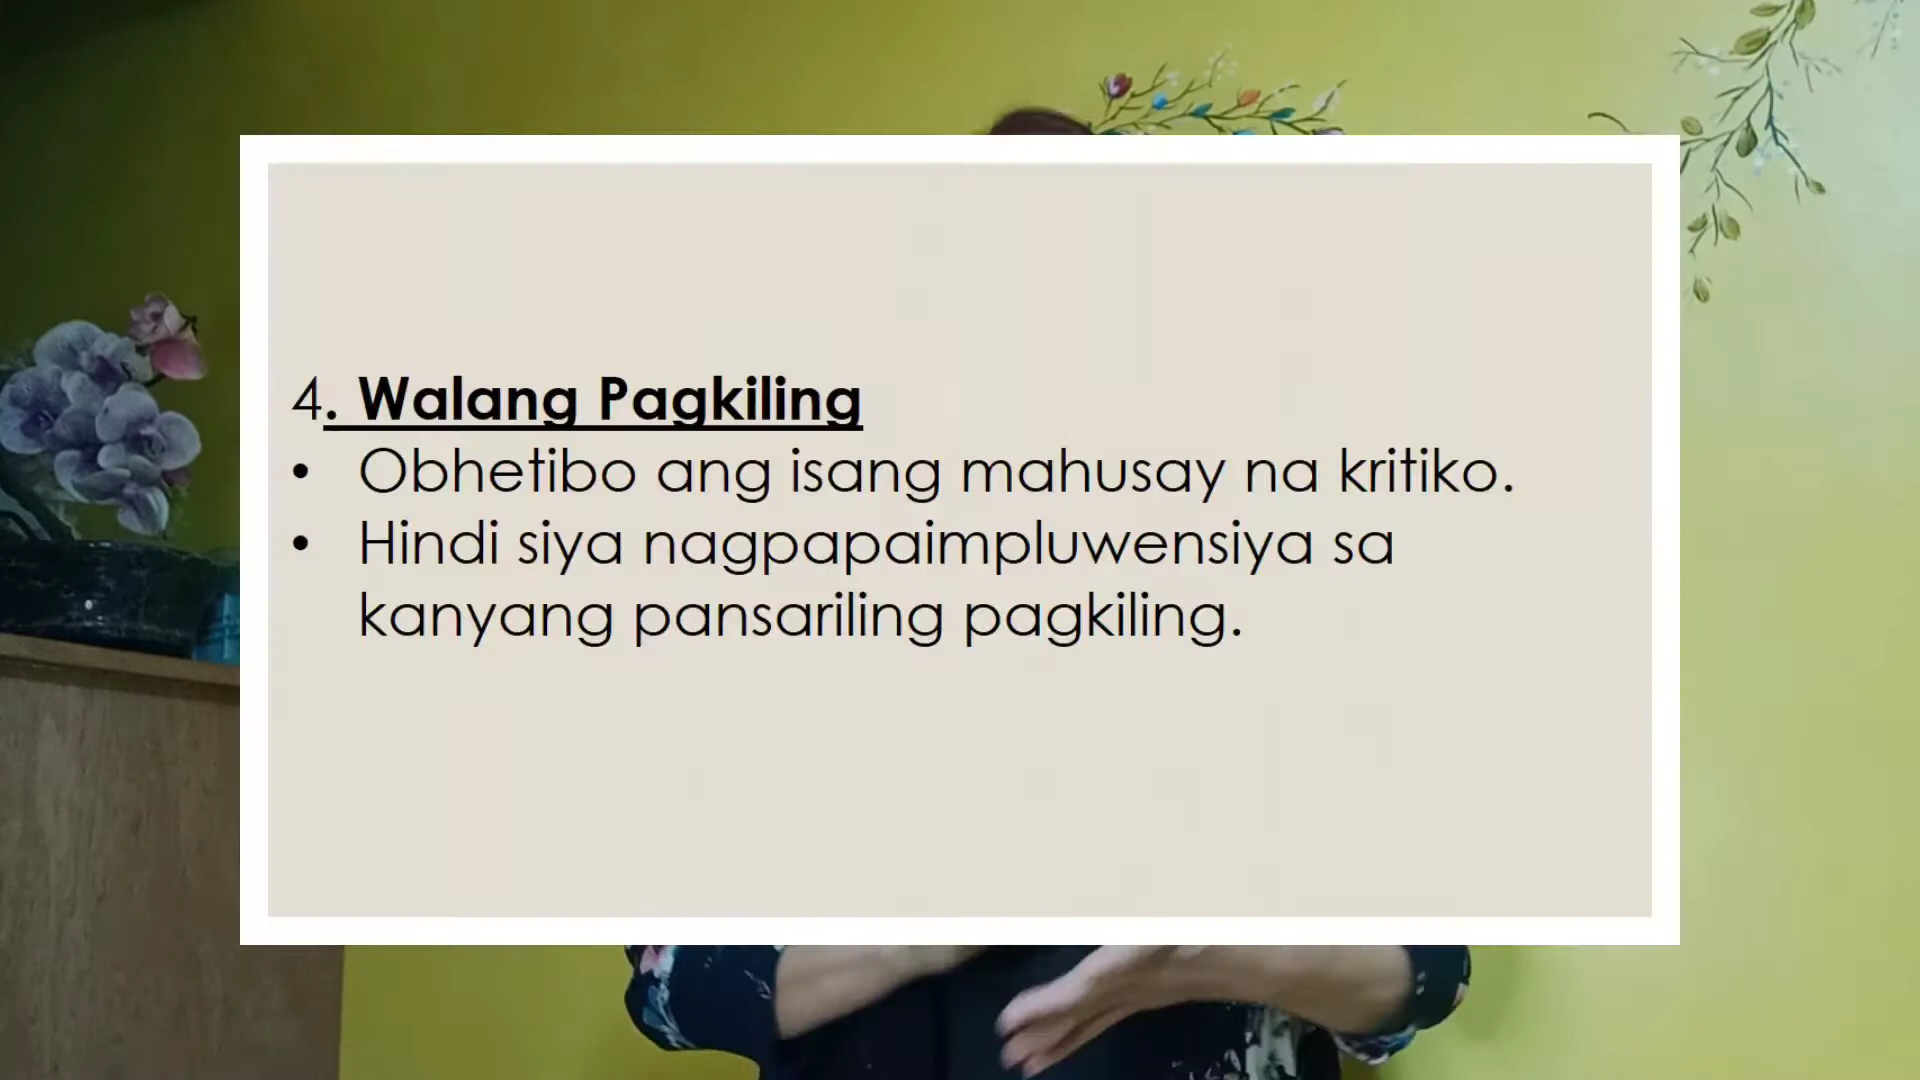 4. Walang Pagkiling
• Obhetibo ang isang mahusay na kritiko.
• Hindi siya nagpapaimpluwensiya sa
kanyang pansariling pagkiling.